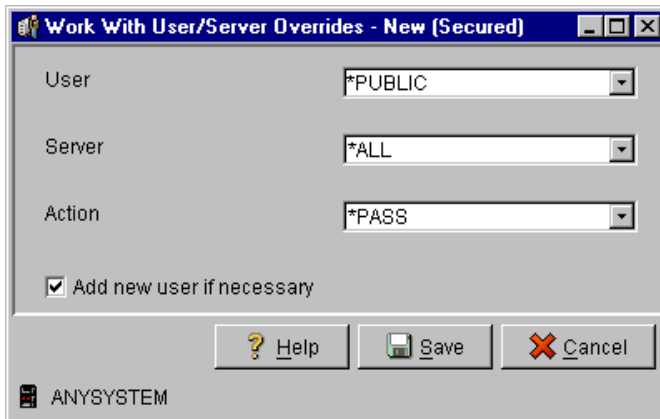 Work With User/Server Overrides - New (Secured)
User *PUBLIC
Server *ALL
Action *PASS
Add new user if necessary
Help Save Cancel
ANYSYSTEM